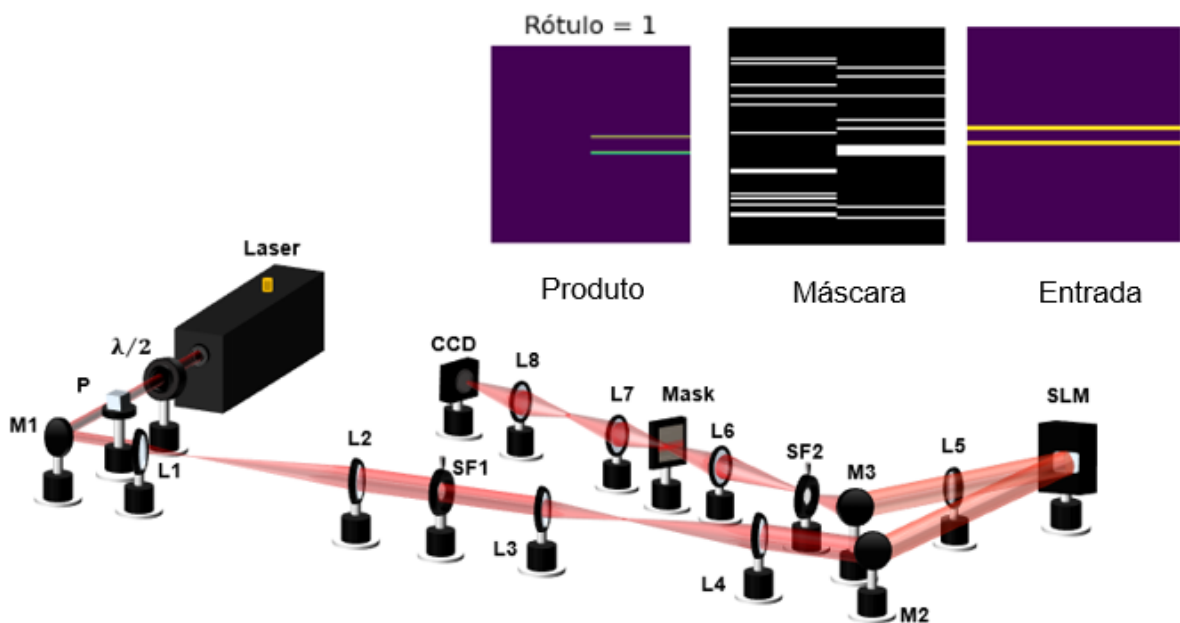 Rótulo = 1
Produto
Máscara
Entrada
Laser
λ/2
P
M1
L1
L2
SF1
L3
CCD
L8
L7
Mask
L6
SF2
M3
L5
SLM
L4
M2